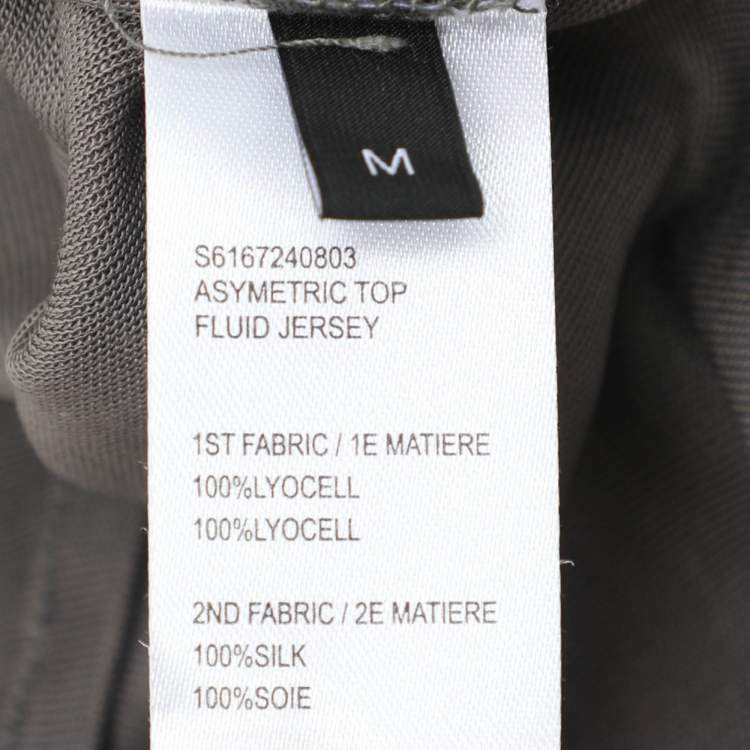 M
S6167240803
ASYMETRIC TOP
FLUID JERSEY
1ST FABRIC / 1E MATIERE
100%LYOCELL
100%LYOCELL
2ND FABRIC / 2E MATIERE
100%SILK
100%SOIE